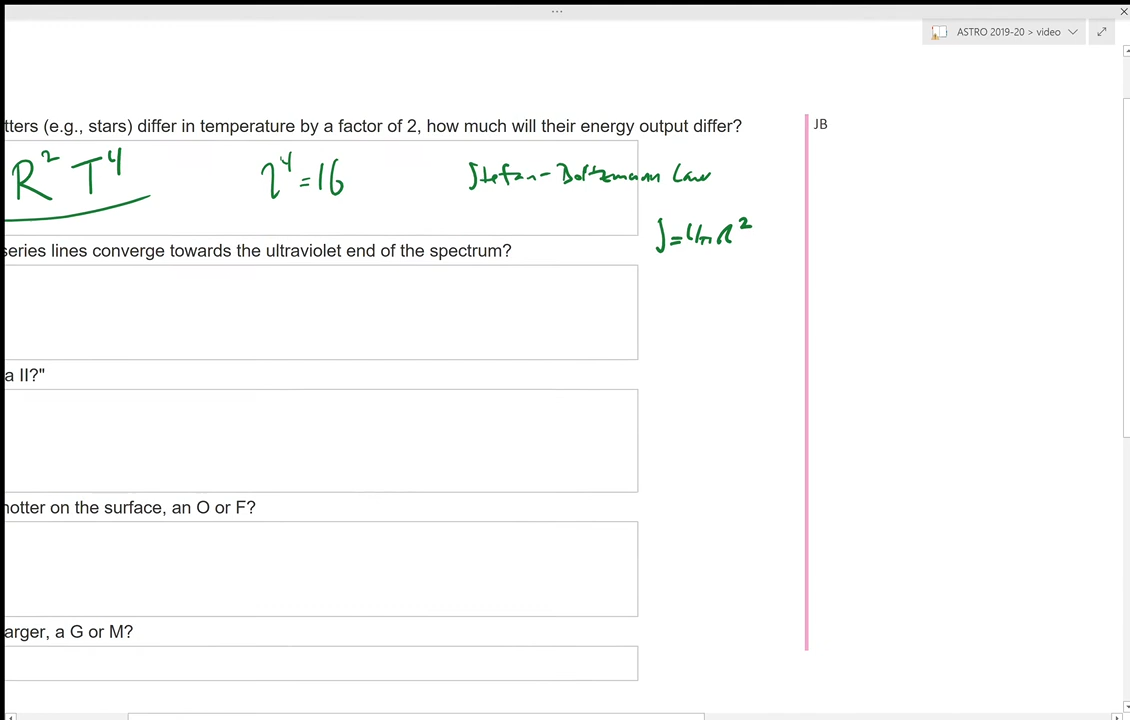 ASTRO 2019-20 > video
tters (e.g., stars) differ in temperature by a factor of 2, how much will their energy output differ?
JB
R² T⁴
2⁴ = 16
Stefan-Boltzmann Law
= 4π R²
series lines converge towards the ultraviolet end of the spectrum?
a II?"
hotter on the surface, an O or F?
arger, a G or M?